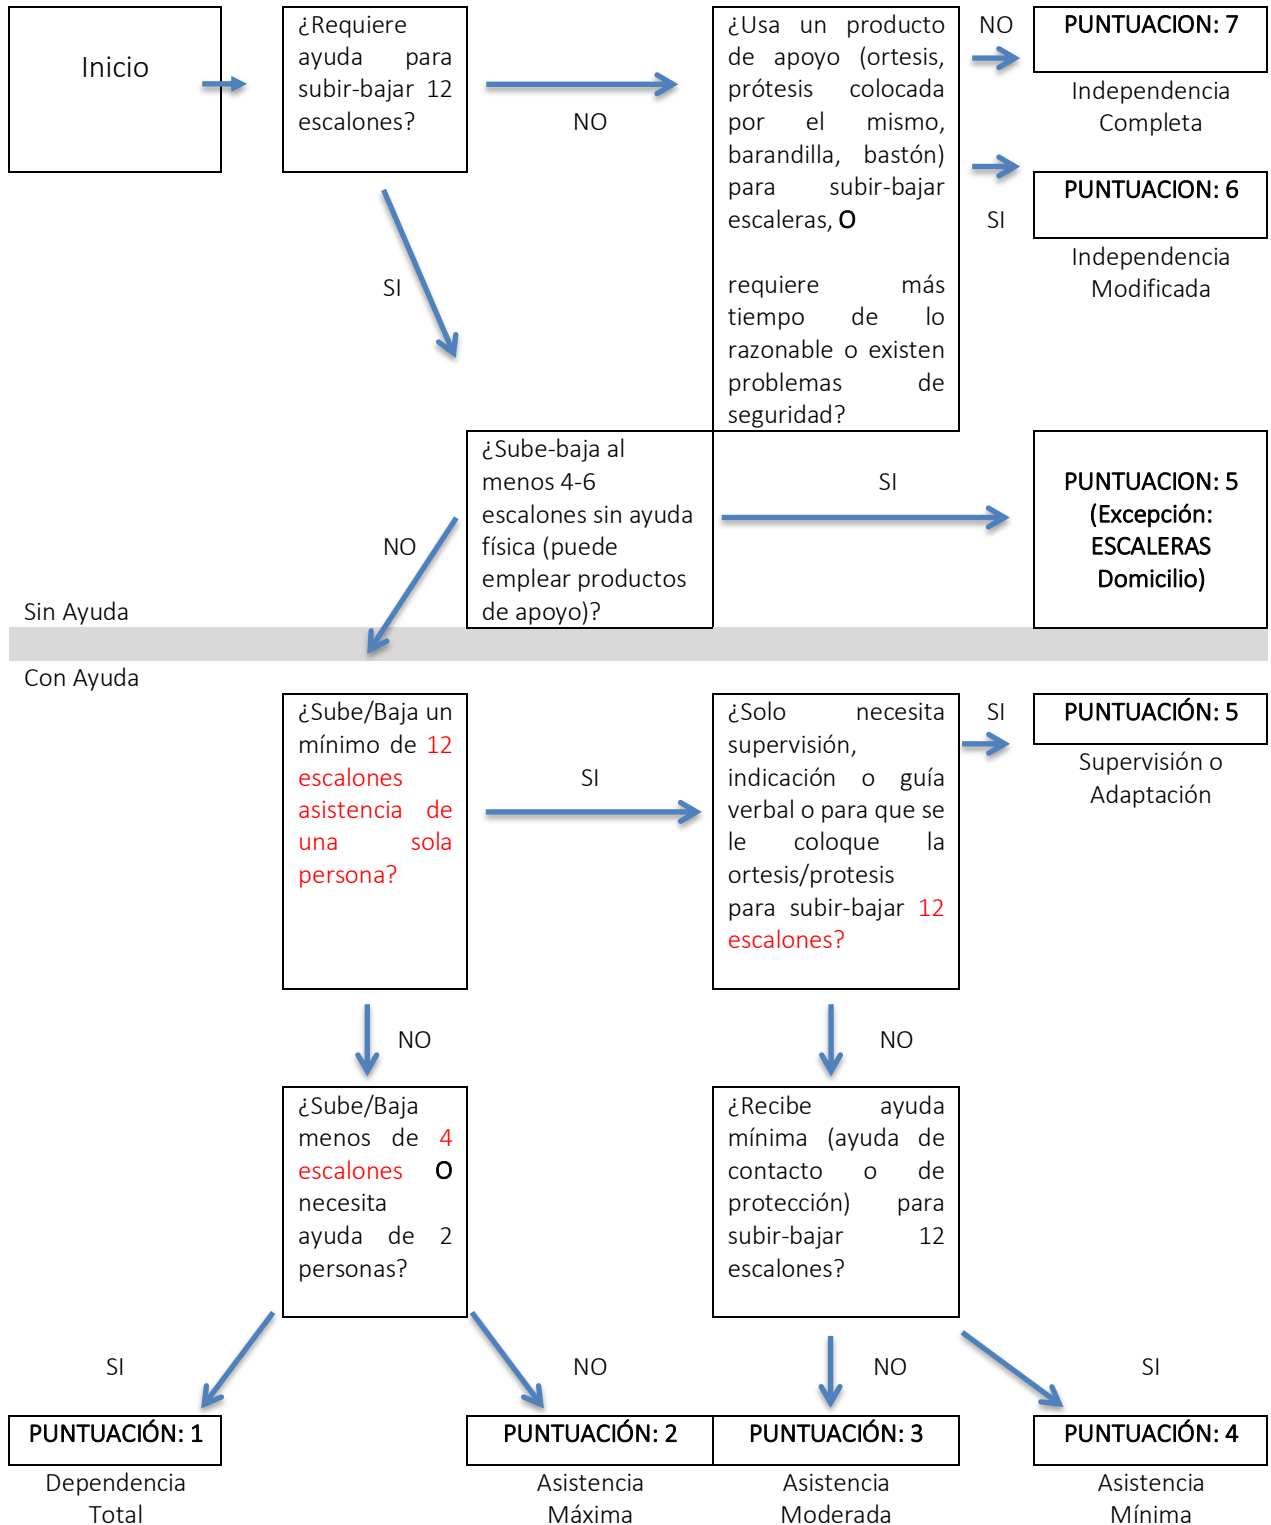 Inicio
¿Requiere
ayuda para
subir-bajar 12
escalones?
NO
SI
¿Usa un producto
de apoyo (ortesis,
prótesis colocada
por el mismo,
barandilla, bastón)
para subir-bajar
escaleras, O
requiere más
tiempo de lo
razonable o existen
problemas de
seguridad?
NO
PUNTUACION: 7
Independencia
Completa
SI
PUNTUACION: 6
Independencia
Modificada
¿Sube-baja al
menos 4-6
escalones sin ayuda
física (puede
emplear productos
de apoyo)?
SI
PUNTUACION: 5
(Excepción:
ESCALERAS
Domicilio)
NO
Sin Ayuda
Con Ayuda
¿Sube/Baja un
mínimo de 12
escalones
asistencia de
una sola
persona?
SI
¿Solo necesita
supervisión,
indicación o guía
verbal o para que se
le coloque la
ortesis/protesis
para subir-bajar 12
escalones?
SI
PUNTUACIÓN: 5
Supervisión o
Adaptación
NO
NO
¿Sube/Baja
menos de 4
escalones O
necesita
ayuda de 2
personas?
¿Recibe ayuda
mínima (ayuda de
contacto o de
protección) para
subir-bajar 12
escalones?
SI
NO
NO
SI
PUNTUACIÓN: 1
Dependencia
Total
PUNTUACIÓN: 2
Asistencia
Máxima
PUNTUACIÓN: 3
Asistencia
Moderada
PUNTUACIÓN: 4
Asistencia
Mínima